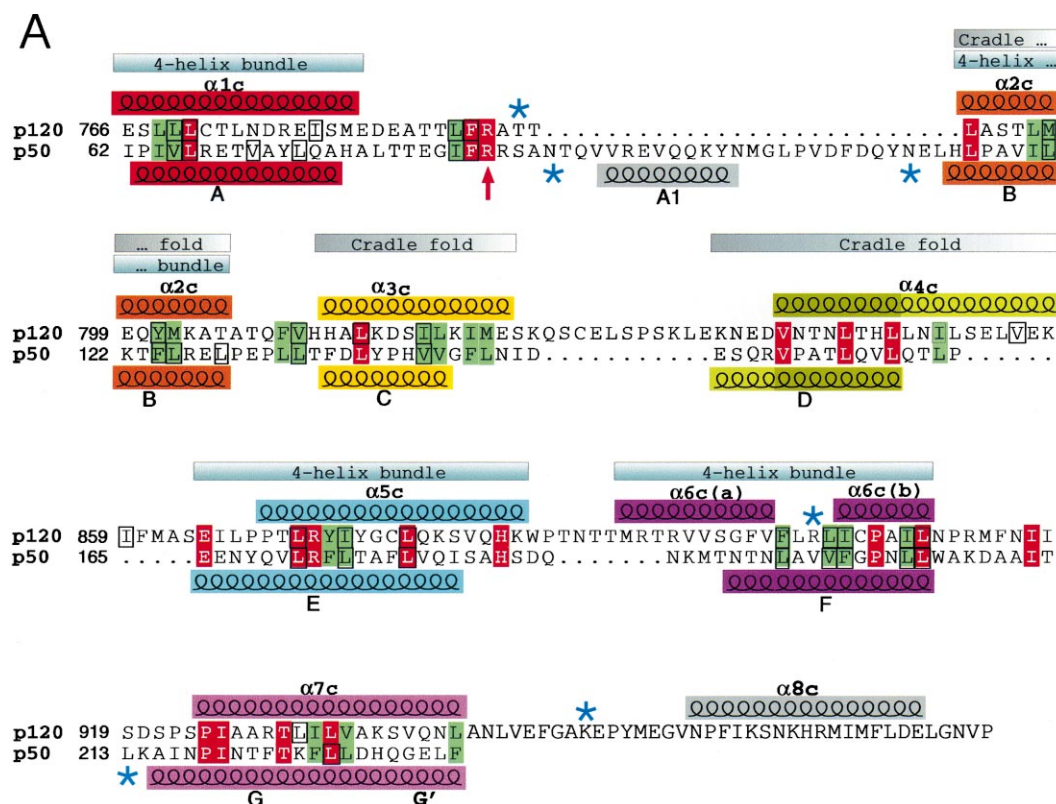 A
4-helix bundle
Cradle …
4-helix …
α1c
α2c
p120 766 ESLLLCTLNDREISMEDEATTLFRATT...........................LASTLM
p50 62 IPIVLRETVAYLQAHALTTEGIFRRSANTQVVREVQQKYNMGLPVDFDQYNELHLPAVIL
A
A1
B
… fold
Cradle fold
Cradle fold
… bundle
α2c
α3c
α4c
p120 799 EQYMKATATQFVHHALKDSILKIMESKQSCELSPSKLEKNEDVNTNLTHLLNILSELVEK
p50 122 KTFLRELPEPLLTFDLYPHVVGFLNID...........ESQRVPATLQVLQTLP......
B
C
D
4-helix bundle
4-helix bundle
α5c
α6c(a)
α6c(b)
p120 859 IFMASEILPPTLRYIYGCLQKSVQHKWPTNTTMRTRVVSGFVFLRLICPAILNPRMFNII
p50 165 .....EENYQVLRFLTAFLVQISAHSDQ.......NKMTNTNLAVVFGPNLLWAKDAAIT
E
F
α7c
α8c
p120 919 SDSPSPIAARTLILVAKSVQNLANLVEFGAKEPYMEGVNPFIKSNKHRMIMFLDELGNVP
p50 213 LKAINPINTFTKFLLDHQGELF
G
G′